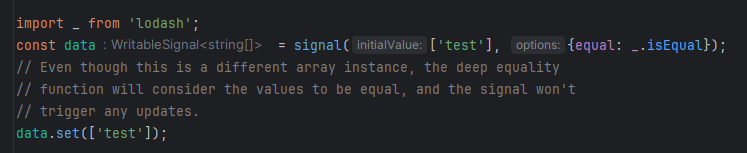 import _ from 'lodash';
const data : WritableSignal<string[]> = signal( initialValue: ['test'], options: {equal: _.isEqual});
// Even though this is a different array instance, the deep equality
// function will consider the values to be equal, and the signal won't
// trigger any updates.
data.set(['test']);